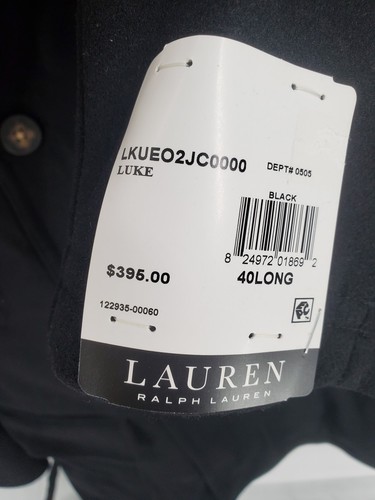 LKUEO2JC0000
DEPT# 0505
LUKE
BLACK
8 24972 01869 2
$395.00
40LONG
122935-00060
LAUREN
RALPH LAUREN